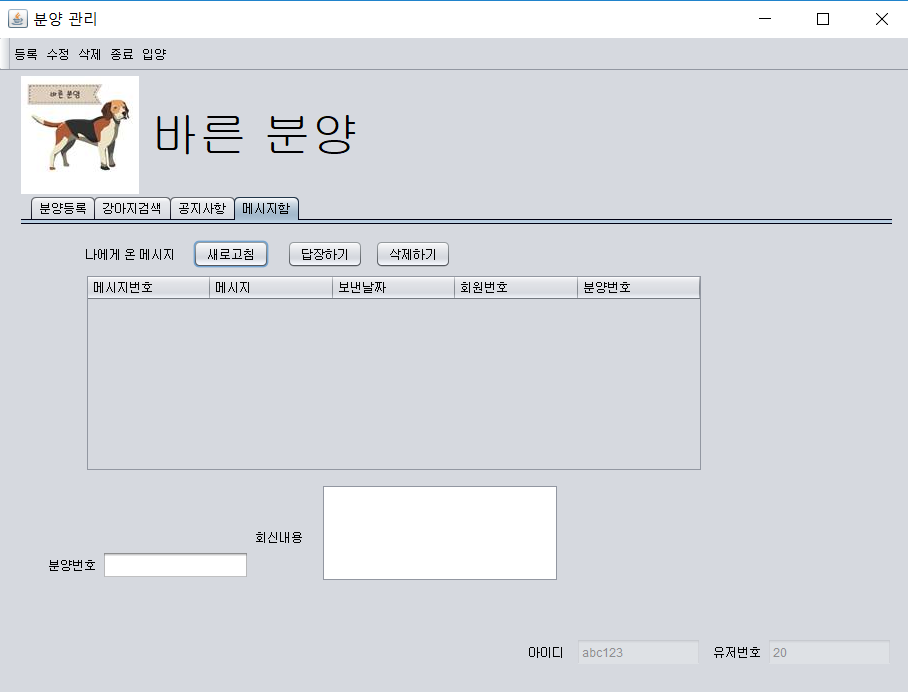 분양 관리
등록 수정 삭제 종료 입양
바른 분양
바른 분양
분양등록 강아지검색 공지사항 메시지함
나에게 온 메시지 새로고침 답장하기 삭제하기
메시지번호 메시지 보낸날짜 회원번호 분양번호
회신내용
분양번호
아이디 abc123 유저번호 20